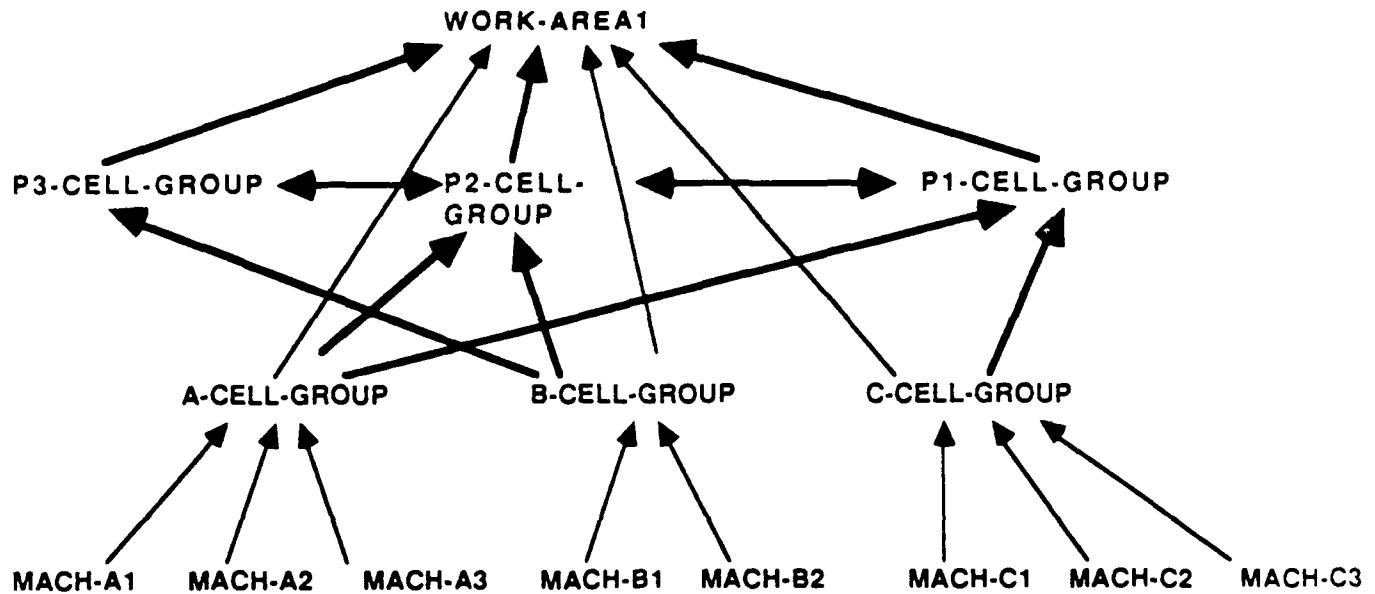 WORK-AREA1
P3-CELL-GROUP
P2-CELL-
GROUP
P1-CELL-GROUP
A-CELL-GROUP
B-CELL-GROUP
C-CELL-GROUP
MACH-A1
MACH-A2
MACH-A3
MACH-B1
MACH-B2
MACH-C1
MACH-C2
MACH-C3